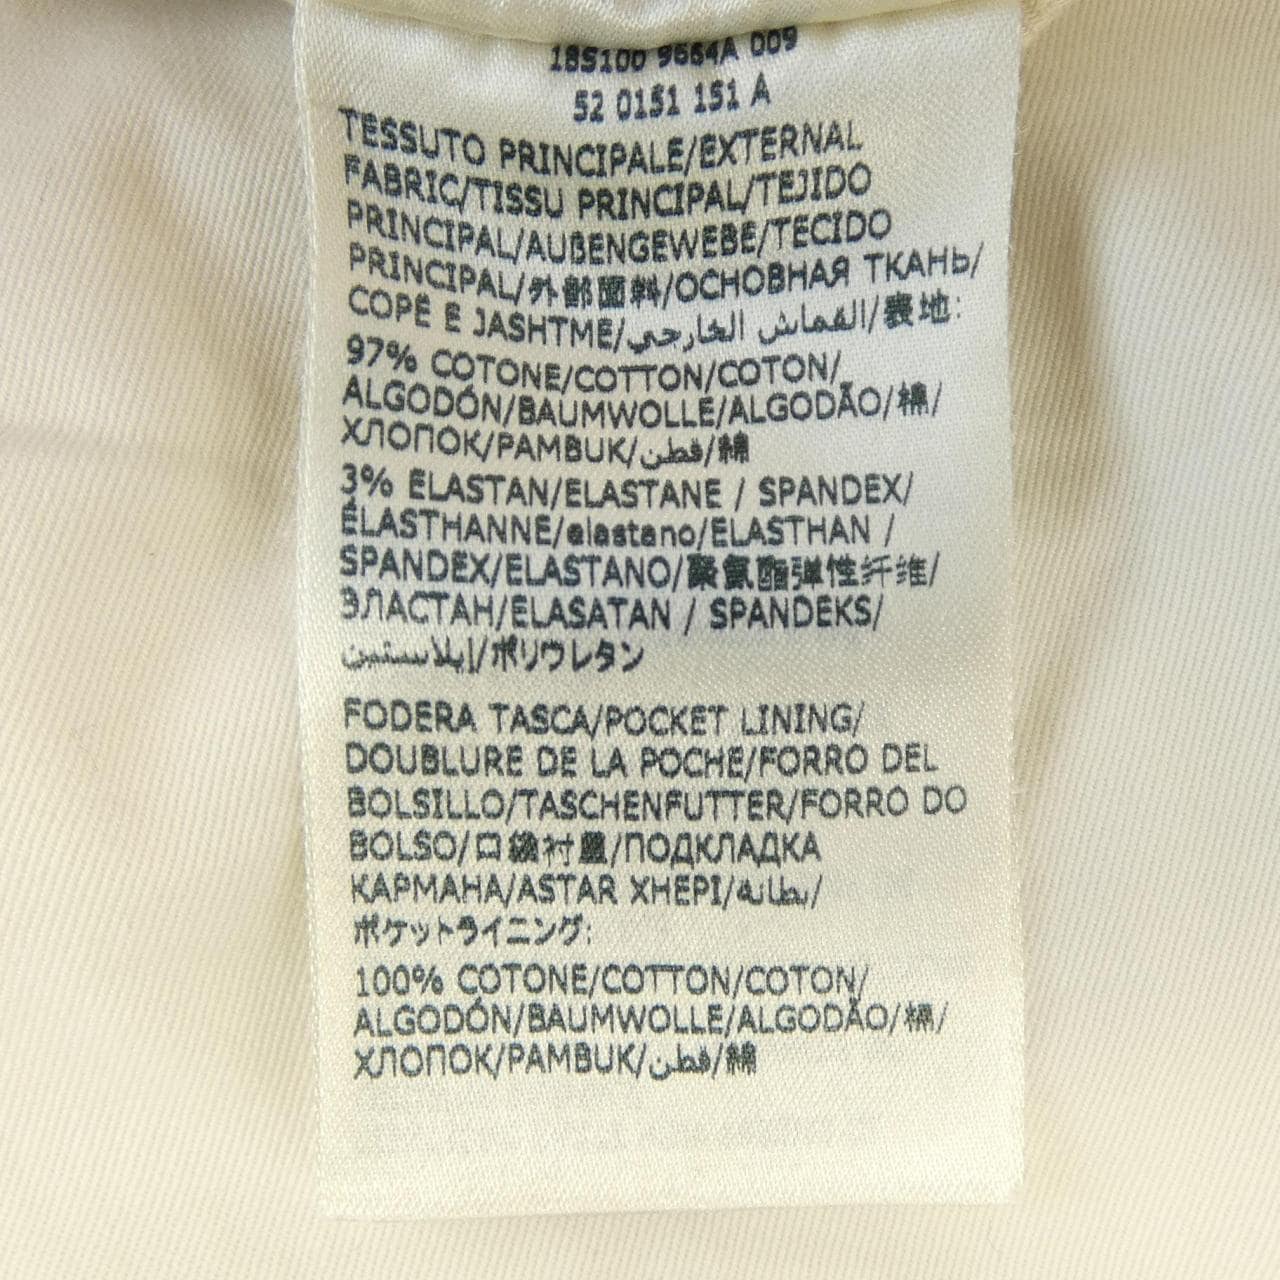 18S100 9664A 009
52 0151 151 A
TESSUTO PRINCIPALE/EXTERNAL
FABRIC/TISSU PRINCIPAL/TEJIDO
PRINCIPAL/AUßENGEWEBE/TECIDO
PRINCIPAL/外部面料/ОСНОВНАЯ ТКАНЬ/
COPË E JASHTME/القماش الخارجي/表地:
97% COTONE/COTTON/COTON/
ALGODÓN/BAUMWOLLE/ALGODÃO/棉/
ХЛОПОК/PAMBUK/قطن/綿
3% ELASTAN/ELASTANE / SPANDEX/
ÉLASTHANNE/elastano/ELASTHAN /
SPANDEX/ELASTANO/聚氨酯弹性纤维/
ЭЛАСТАН/ELASATAN / SPANDEKS/
إيلاستين/ポリウレタン
FODERA TASCA/POCKET LINING/
DOUBLURE DE LA POCHE/FORRO DEL
BOLSILLO/TASCHENFUTTER/FORRO DO
BOLSO/口袋衬里/ПОДКЛАДКА
КАРМАНА/ASTAR XHEPI/بطانة/
ポケットライニング:
100% COTONE/COTTON/COTON/
ALGODÓN/BAUMWOLLE/ALGODÃO/棉/
ХЛОПОК/PAMBUK/قطن/綿